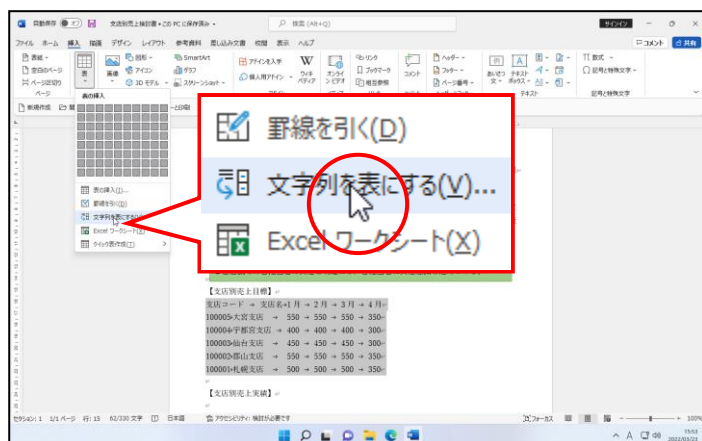 自動保存 オフ 支店別売上検討書 • この PC に保存済み 検索 (Alt+Q) サインイン
ファイル ホーム 挿入 描画 デザイン レイアウト 参考資料 差し込み文書 校閲 表示 ヘルプ コメント 共有
表紙 図形 SmartArt アドインを入手 リンク ヘッダー 数式
空白のページ 表 画像 アイコン グラフ W ブックマーク コメント フッター あいさつ文 テキストボックス 記号と特殊文字
ページ区切り 3D モデル スクリーンショット 個人用アドイン ウィキペディア オンラインビデオ 相互参照 ページ番号
ページ テキスト 記号と特殊文字
新規作成
表の挿入
表の挿入(I)...
罫線を引く(D)
文字列を表にする(V)...
Excel ワークシート(X)
クイック表作成(T)
罫線を引く(D)
文字列を表にする(V)...
Excel ワークシート(X)
【支店別売上目標】
支店コード → 支店名→1月 → 2月 → 3月 → 4月
100005→大宮支店 → 550 → 550 → 550 → 350
100004→宇都宮支店 → 400 → 400 → 400 → 300
100003→仙台支店 → 450 → 450 → 450 → 300
100002→郡山支店 → 550 → 550 → 550 → 350
100001→札幌支店 → 500 → 500 → 500 → 350
【支店別売上実績】
セクション: 1 1/1 ページ 行: 15 62/330 文字 日本語 アクセシビリティ: 検討が必要です フォーカス 100%
A 15:53
2022/03/23